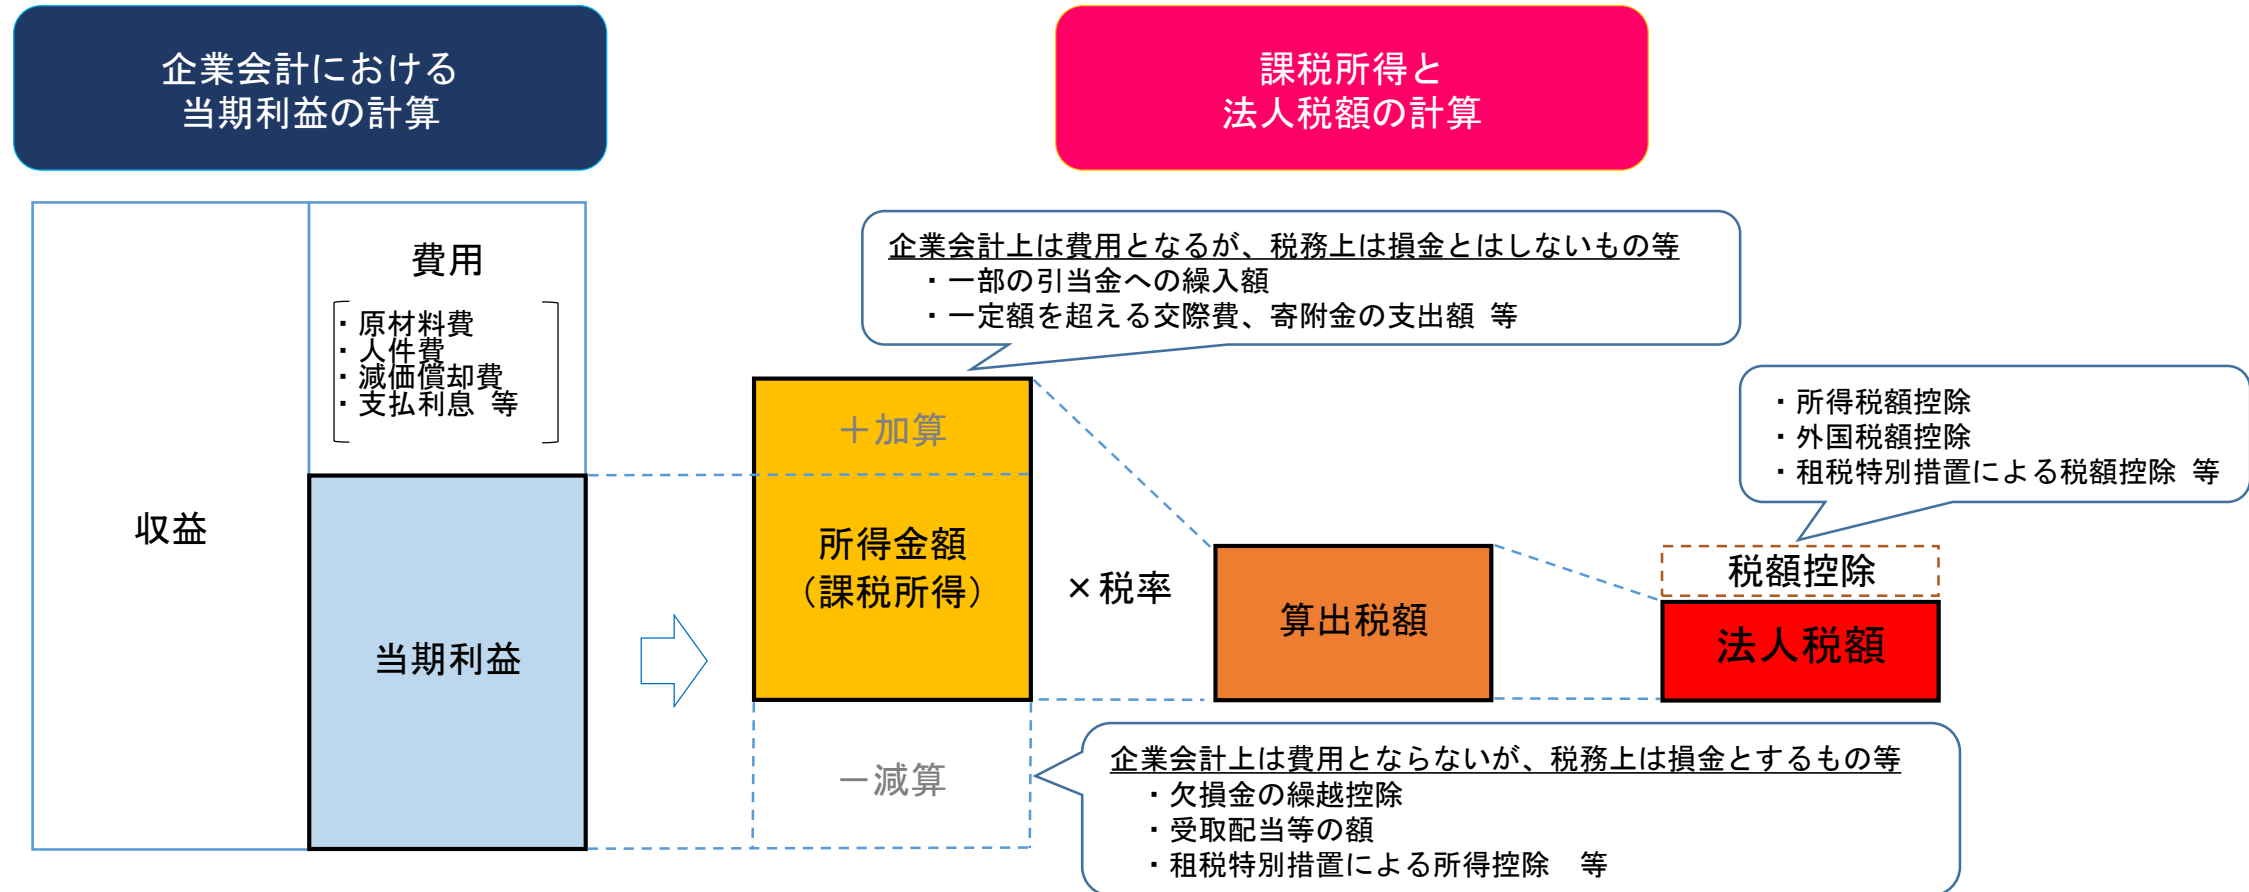 企業会計における
当期利益の計算
課税所得と
法人税額の計算
収益
費用
・原材料費
・人件費
・減価償却費
・支払利息 等
当期利益
企業会計上は費用となるが、税務上は損金とはしないもの等
・一部の引当金への繰入額
・一定額を超える交際費、寄附金の支出額 等
＋加算
所得金額
（課税所得）
－減算
企業会計上は費用とならないが、税務上は損金とするもの等
・欠損金の繰越控除
・受取配当等の額
・租税特別措置による所得控除　等
×税率
算出税額
・所得税額控除
・外国税額控除
・租税特別措置による税額控除 等
税額控除
法人税額